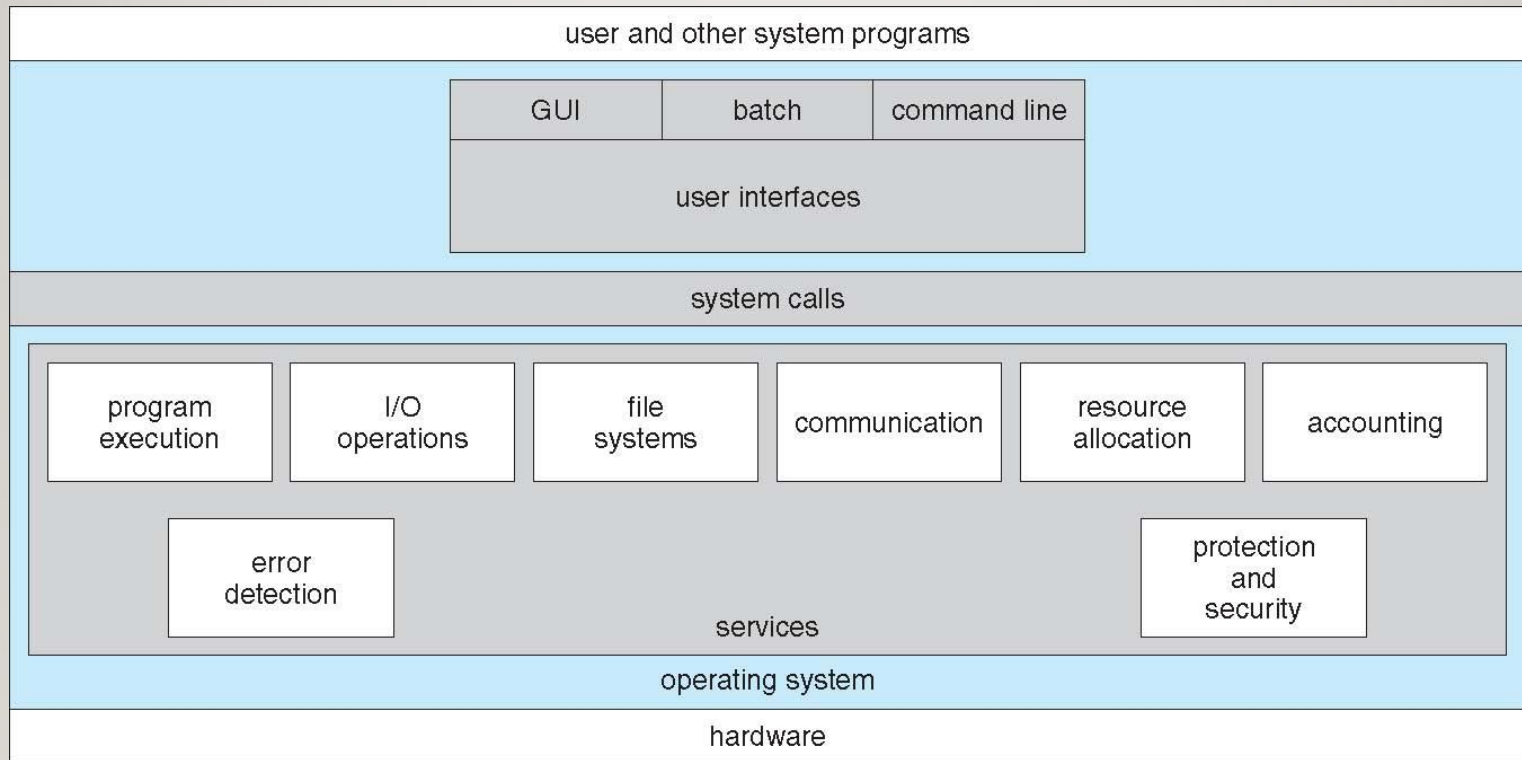 user and other system programs
GUI
batch
command line
user interfaces
system calls
program
execution
I/O
operations
file
systems
communication
resource
allocation
accounting
error
detection
protection
and
security
services
operating system
hardware